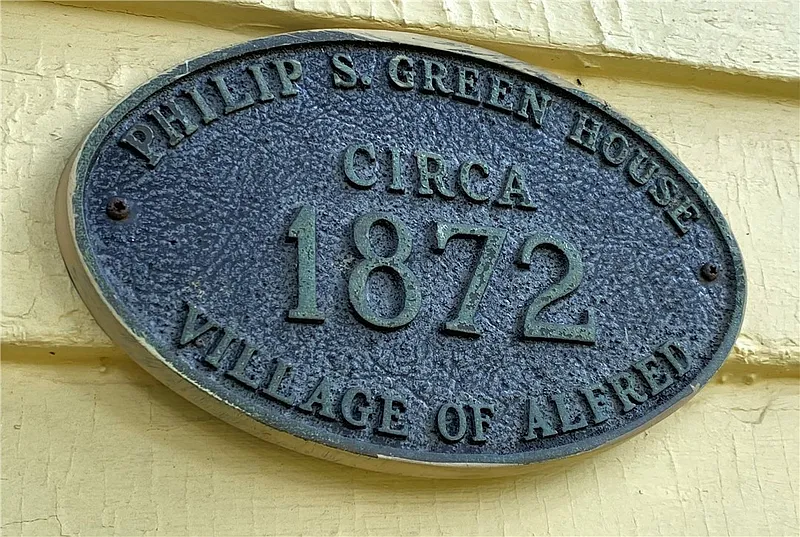 PHILIP S. GREEN HOUSE
CIRCA
1872
VILLAGE OF ALFRED